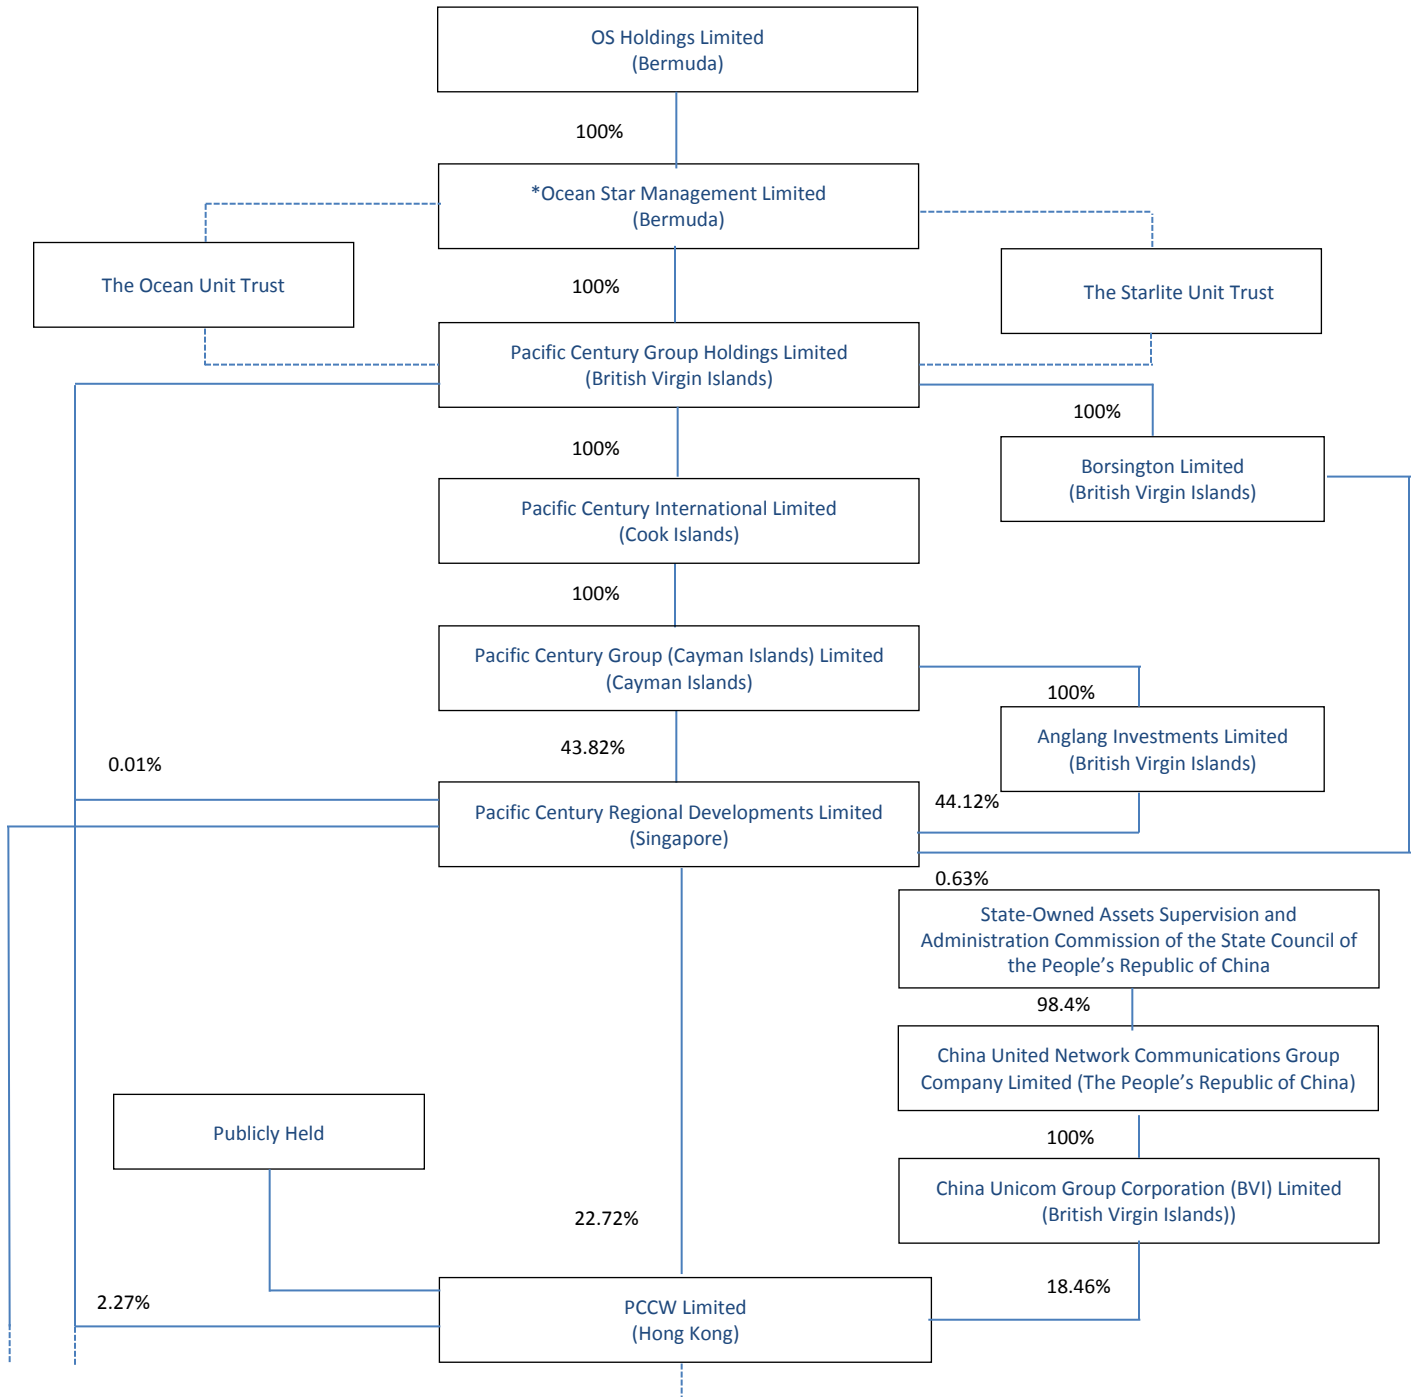 OS Holdings Limited
(Bermuda)
100%
*Ocean Star Management Limited
(Bermuda)
The Ocean Unit Trust
100%
The Starlite Unit Trust
Pacific Century Group Holdings Limited
(British Virgin Islands)
100%
100%
Borsington Limited
(British Virgin Islands)
Pacific Century International Limited
(Cook Islands)
100%
Pacific Century Group (Cayman Islands) Limited
(Cayman Islands)
100%
43.82%
Anglang Investments Limited
(British Virgin Islands)
0.01%
44.12%
Pacific Century Regional Developments Limited
(Singapore)
0.63%
State-Owned Assets Supervision and
Administration Commission of the State Council of
the People’s Republic of China
98.4%
China United Network Communications Group
Company Limited (The People’s Republic of China)
Publicly Held
100%
China Unicom Group Corporation (BVI) Limited
(British Virgin Islands))
22.72%
18.46%
2.27%
PCCW Limited
(Hong Kong)